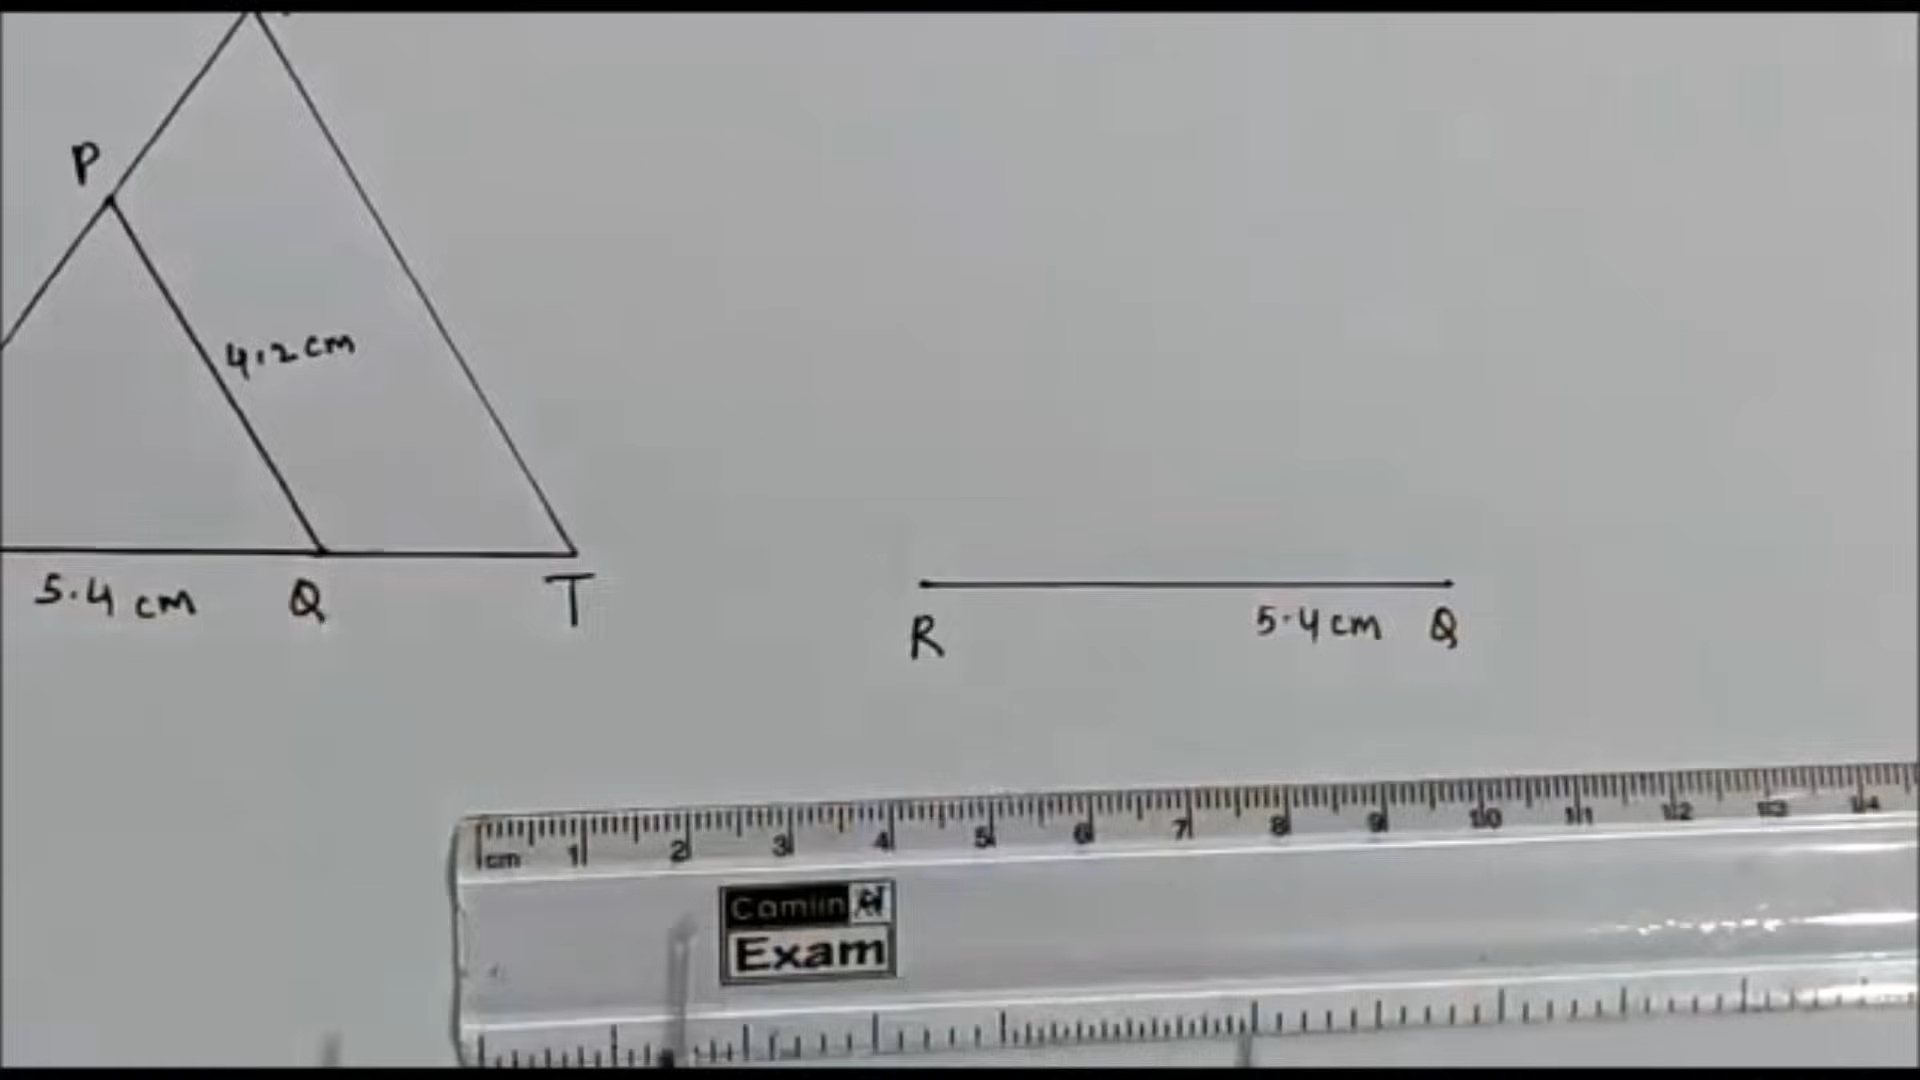 P
4.2 cm
5.4 cm Q T
R 5.4 cm Q
cm 1 2 3 4 5 6 7 8 9 10 11 12 13 14
Camlin
Exam